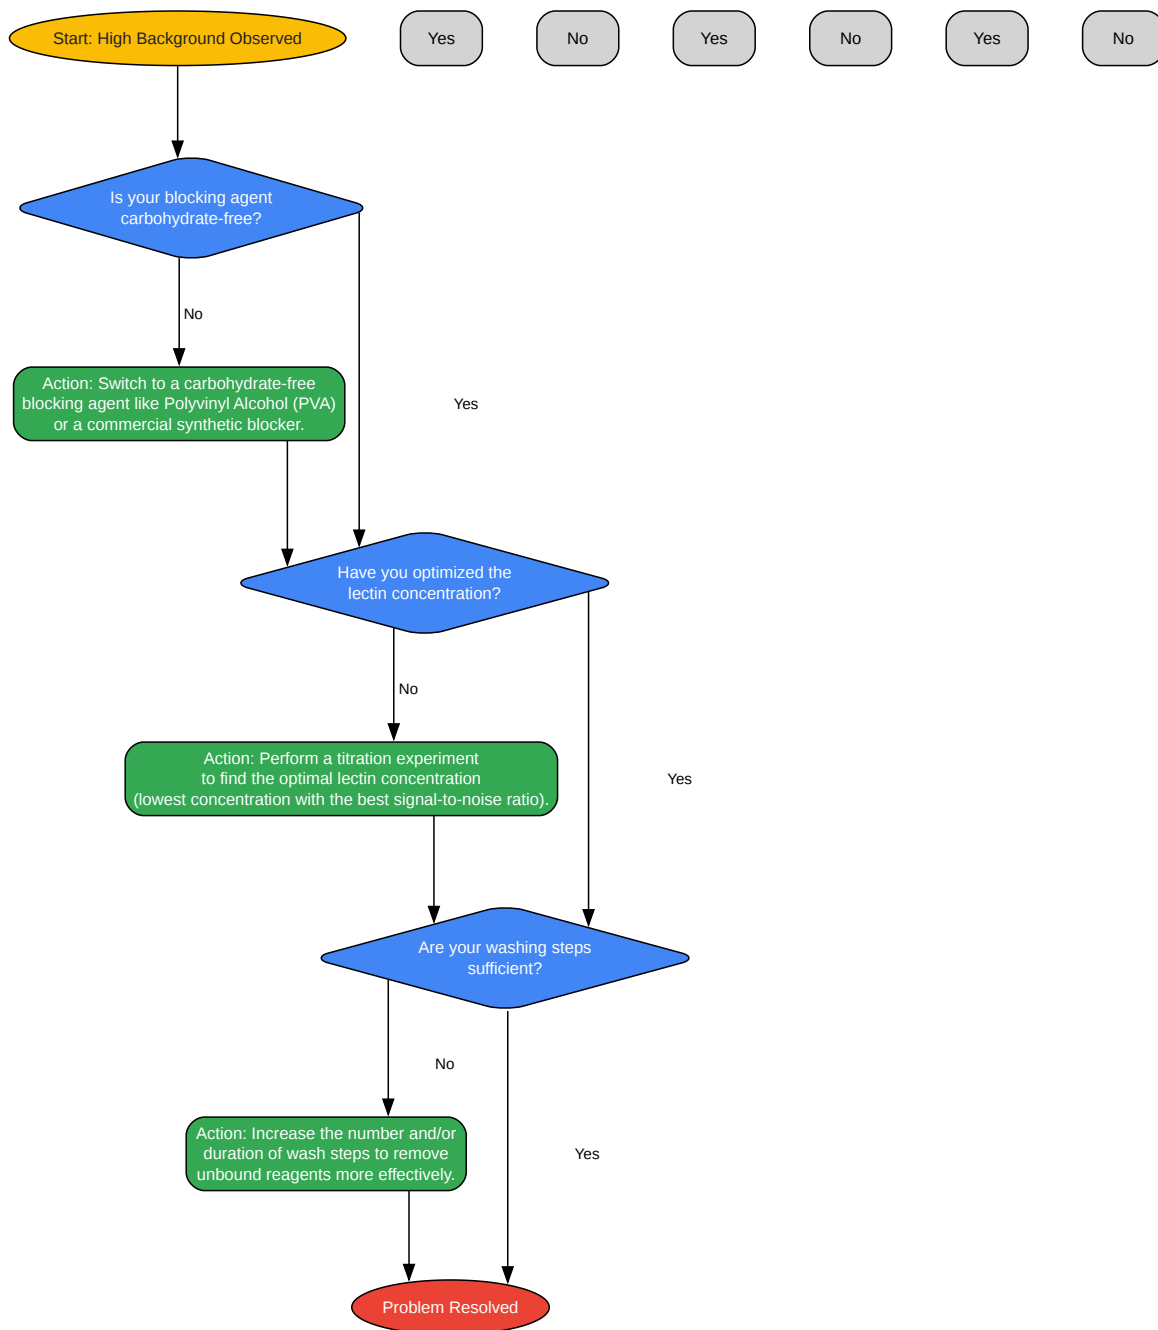 Start: High Background Observed
Yes
No
Yes
No
Yes
No
Is your blocking agent
carbohydrate-free?
No
Action: Switch to a carbohydrate-free
blocking agent like Polyvinyl Alcohol (PVA)
or a commercial synthetic blocker.
Yes
Have you optimized the
lectin concentration?
No
Action: Perform a titration experiment
to find the optimal lectin concentration
(lowest concentration with the best signal-to-noise ratio).
Yes
Are your washing steps
sufficient?
No
Action: Increase the number and/or
duration of wash steps to remove
unbound reagents more effectively.
Yes
Problem Resolved